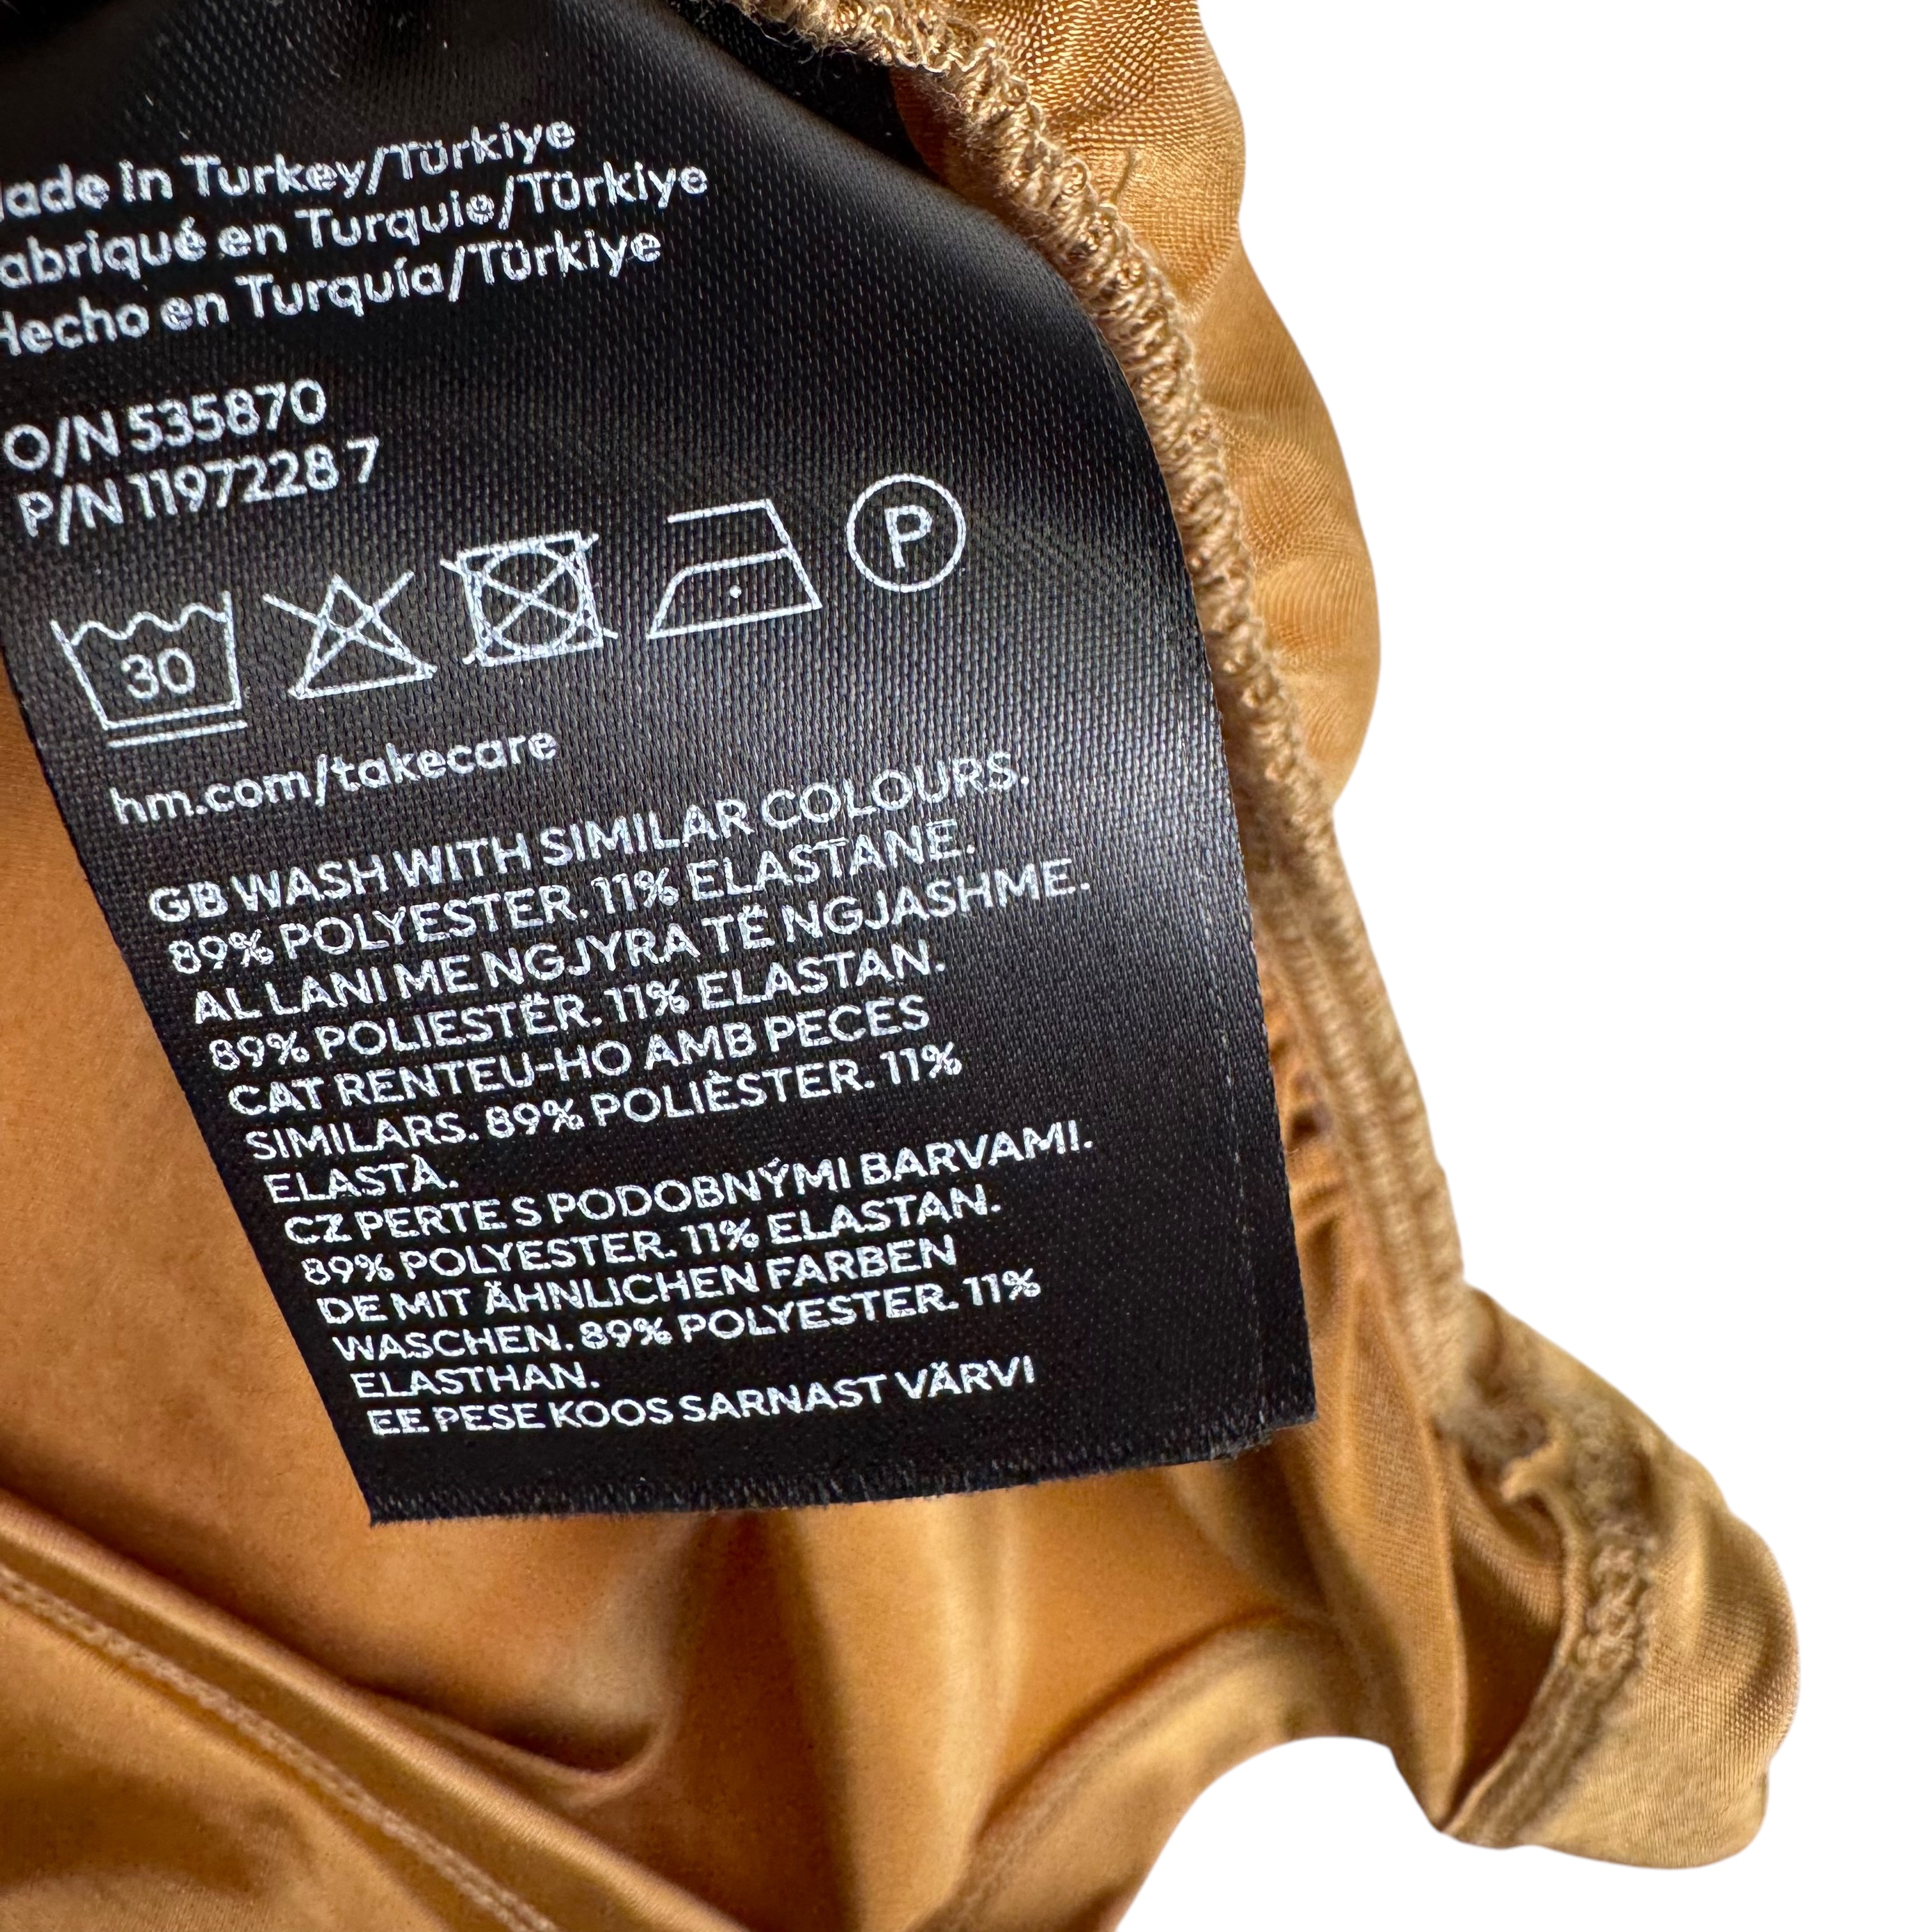 ade in Turkey/Türkiye
abriqué en Turquie/Türkiye
Hecho en Turquía/Türkiye
O/N 535870
P/N 1197228 7
30
P
hm.com/takecare
GB WASH WITH SIMILAR COLOURS.
89% POLYESTER. 11% ELASTANE.
AL LANI ME NGJYRA TË NGJASHME.
89% POLIESTËR. 11% ELASTAN.
CAT RENTEU-HO AMB PECES
SIMILARS. 89% POLIÈSTER. 11%
ELASTÀ.
CZ PERTE S PODOBNÝMI BARVAMI.
89% POLYESTER. 11% ELASTAN.
DE MIT ÄHNLICHEN FARBEN
WASCHEN. 89% POLYESTER. 11%
ELASTHAN.
EE PESE KOOS SARNAST VÄRVI